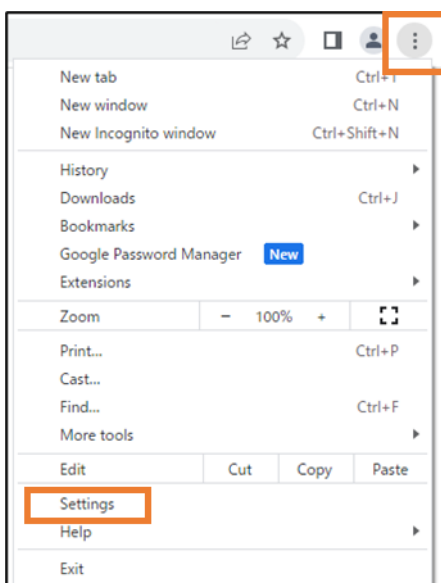 New tab Ctrl+T
New window Ctrl+N
New Incognito window Ctrl+Shift+N
History
Downloads Ctrl+J
Bookmarks
Google Password Manager New
Extensions
Zoom - 100% +
Print... Ctrl+P
Cast...
Find... Ctrl+F
More tools
Edit Cut Copy Paste
Settings
Help
Exit